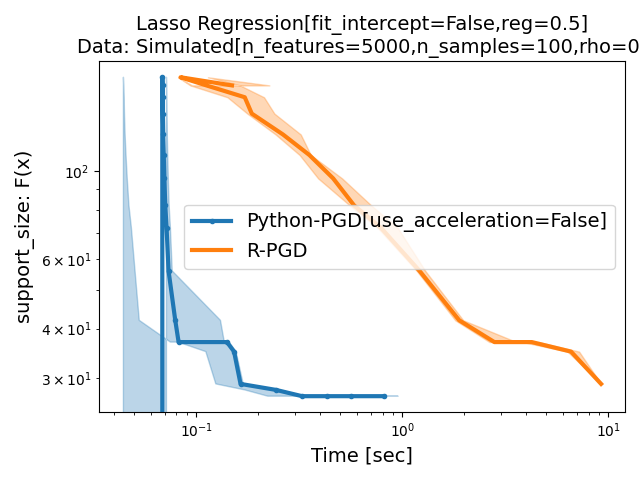 Lasso Regression[fit_intercept=False,reg=0.5]
Data: Simulated[n_features=5000,n_samples=100,rho=0
support_size: F(x)
10²
6 × 10¹
4 × 10¹
3 × 10¹
Python-PGD[use_acceleration=False]
R-PGD
10⁻¹
10⁰
10¹
Time [sec]